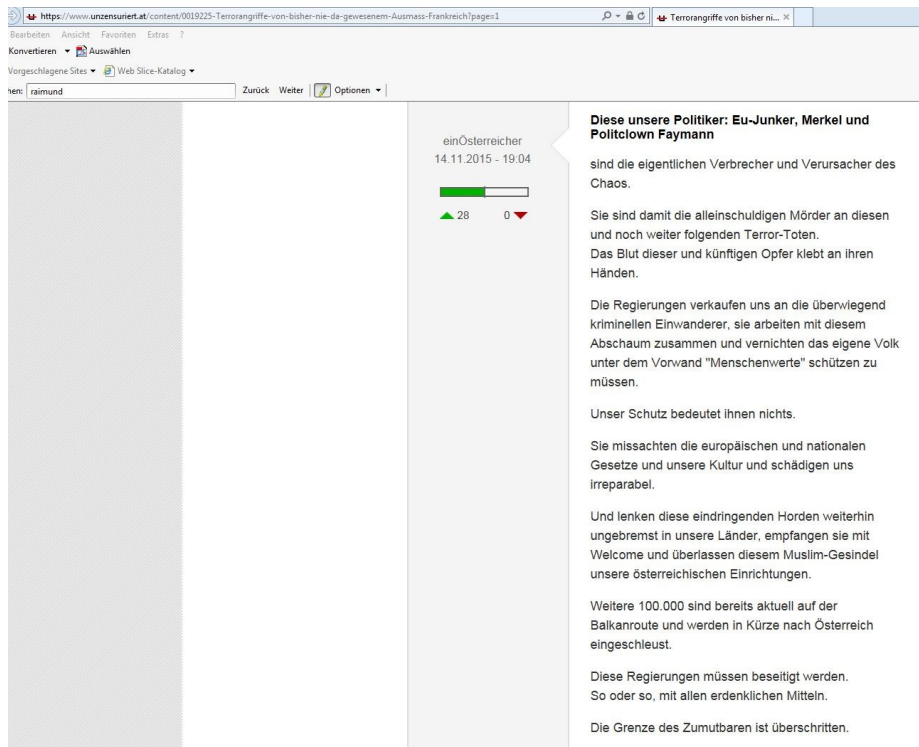 https://www.unzensuriert.at/content/0019225-Terrorangriffe-von-bisher-nie-da-gewesenem-Ausmass-Frankreich?page=1
Terrorangriffe von bisher ni...
Bearbeiten Ansicht Favoriten Extras ?
Konvertieren Auswählen
Vorgeschlagene Sites Web Slice-Katalog
hen: raimund Zurück Weiter Optionen
einÖsterreicher
14.11.2015 - 19:04
28 0
Diese unsere Politiker: Eu-Junker, Merkel und
Politclown Faymann
sind die eigentlichen Verbrecher und Verursacher des
Chaos.
Sie sind damit die alleinschuldigen Mörder an diesen
und noch weiter folgenden Terror-Toten.
Das Blut dieser und künftigen Opfer klebt an ihren
Händen.
Die Regierungen verkaufen uns an die überwiegend
kriminellen Einwanderer, sie arbeiten mit diesem
Abschaum zusammen und vernichten das eigene Volk
unter dem Vorwand "Menschenwerte" schützen zu
müssen.
Unser Schutz bedeutet ihnen nichts.
Sie missachten die europäischen und nationalen
Gesetze und unsere Kultur und schädigen uns
irreparabel.
Und lenken diese eindringenden Horden weiterhin
ungebremst in unsere Länder, empfangen sie mit
Welcome und überlassen diesem Muslim-Gesindel
unsere österreichischen Einrichtungen.
Weitere 100.000 sind bereits aktuell auf der
Balkanroute und werden in Kürze nach Österreich
eingeschleust.
Diese Regierungen müssen beseitigt werden.
So oder so, mit allen erdenklichen Mitteln.
Die Grenze des Zumutbaren ist überschritten.